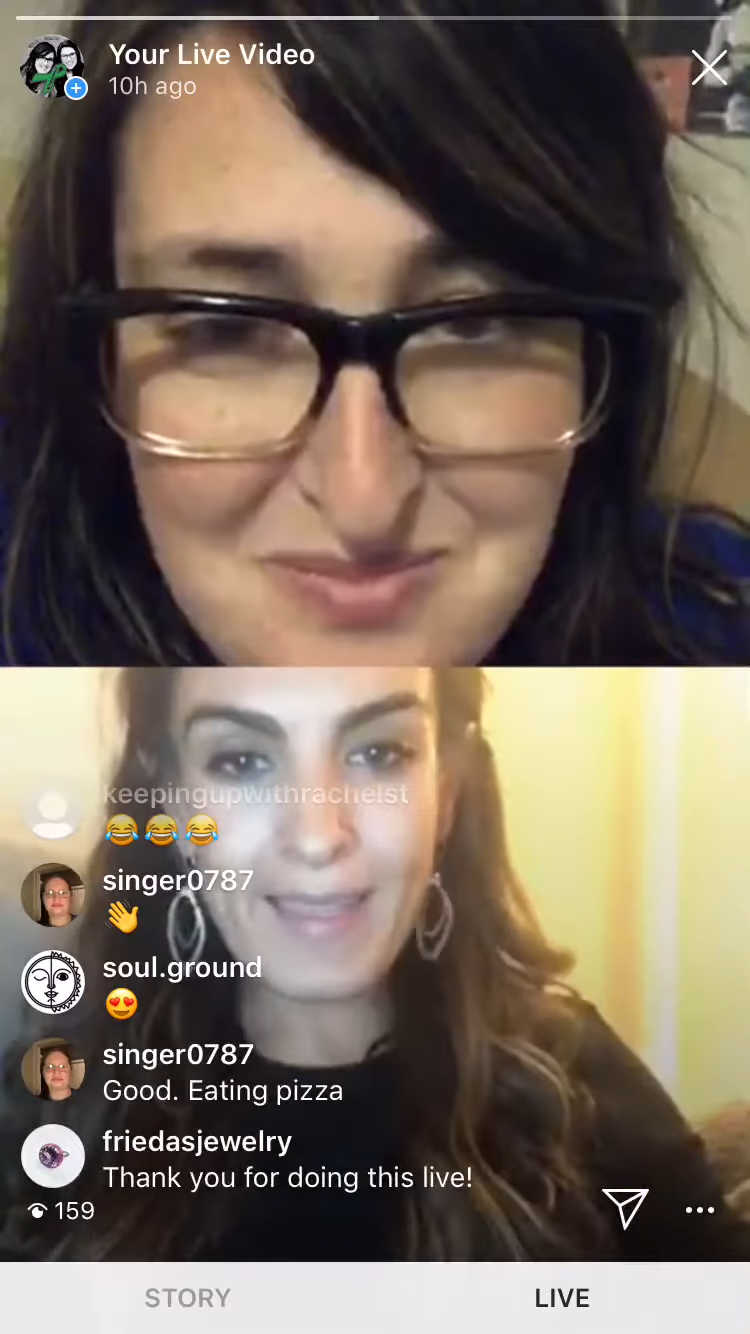 Your Live Video
10h ago
keepingupwithrachelst
😂😂😂
singer0787
👋
soul.ground
😍
singer0787
Good. Eating pizza
friedasjewelry
Thank you for doing this live!
159
STORY LIVE